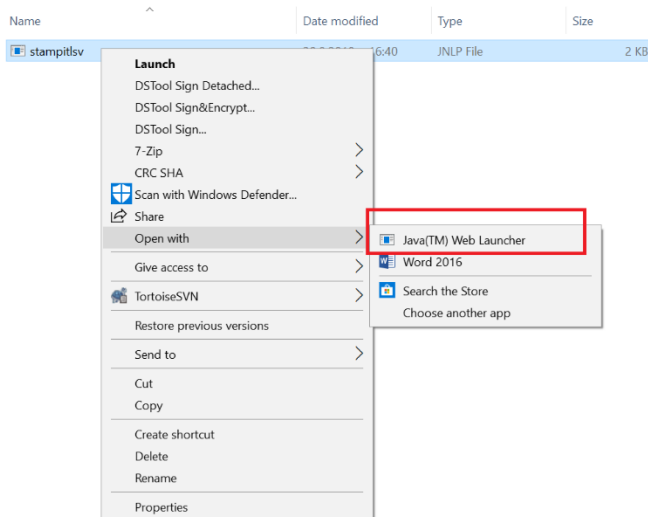 Name Date modified Type Size
stampitlsv 16:40 JNLP File 2 KB
Launch
DSTool Sign Detached...
DSTool Sign&Encrypt...
DSTool Sign...
7-Zip
CRC SHA
Scan with Windows Defender...
Share
Open with
Java(TM) Web Launcher
Word 2016
Search the Store
Choose another app
Give access to
TortoiseSVN
Restore previous versions
Send to
Cut
Copy
Create shortcut
Delete
Rename
Properties